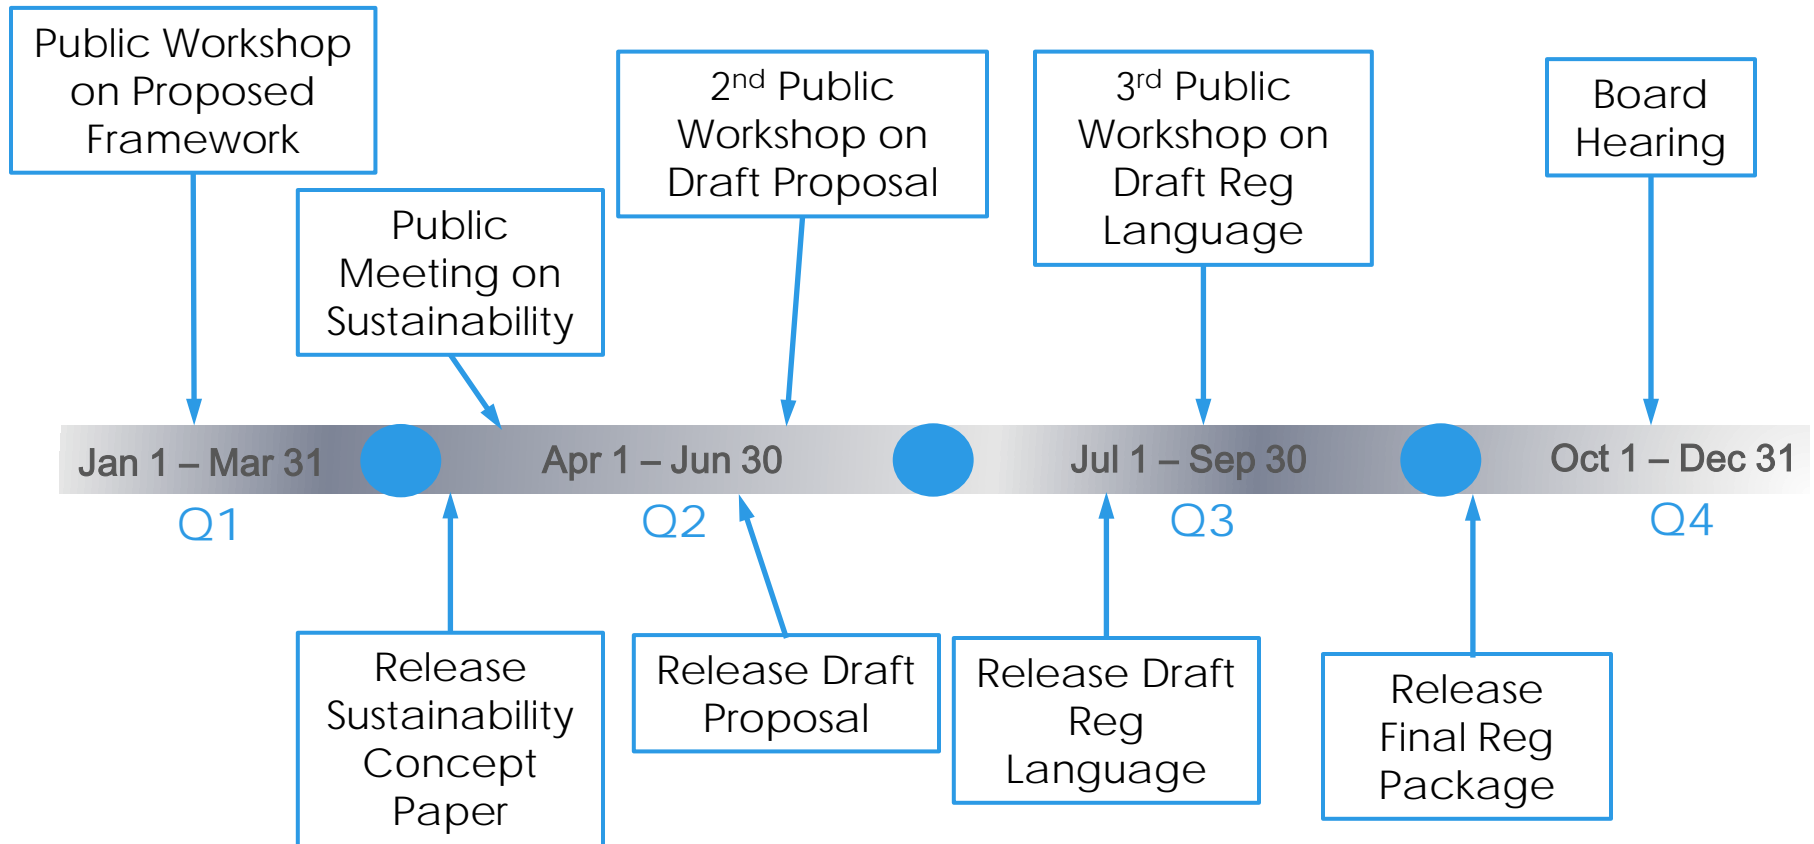 Public Workshop
on Proposed
Framework
Public
Meeting on
Sustainability
2nd Public
Workshop on
Draft Proposal
3rd Public
Workshop on
Draft Reg
Language
Board
Hearing
Jan 1 – Mar 31
Apr 1 – Jun 30
Jul 1 – Sep 30
Oct 1 – Dec 31
Q1
Q2
Q3
Q4
Release
Sustainability
Concept
Paper
Release Draft
Proposal
Release Draft
Reg
Language
Release
Final Reg
Package